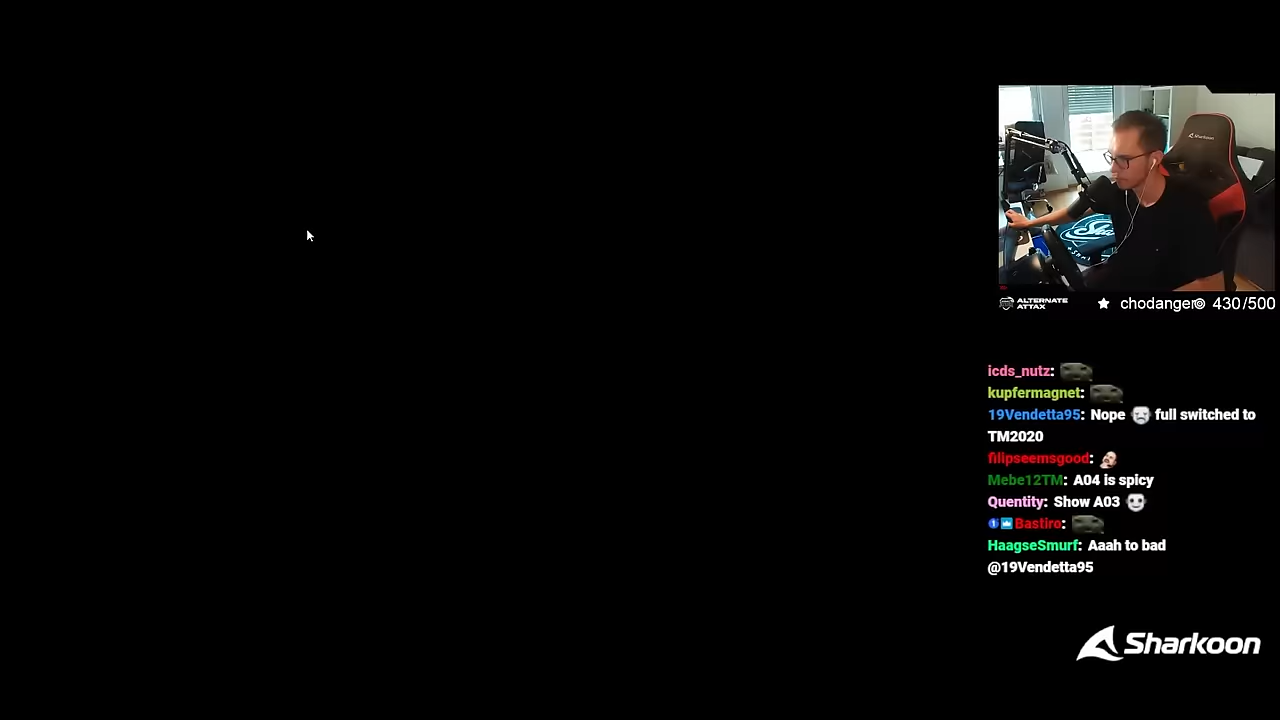 Sharkoon
ALTERNATE
ATTAX
chodanger 430/500
icds_nutz:
kupfermagnet:
19Vendetta95: Nope full switched to
TM2020
fillpseemsgood:
Mebe12TM: A04 is spicy
Quentity: Show A03
Bastiro:
HaagseSmurf: Aaah to bad
@19Vendetta95
Sharkoon